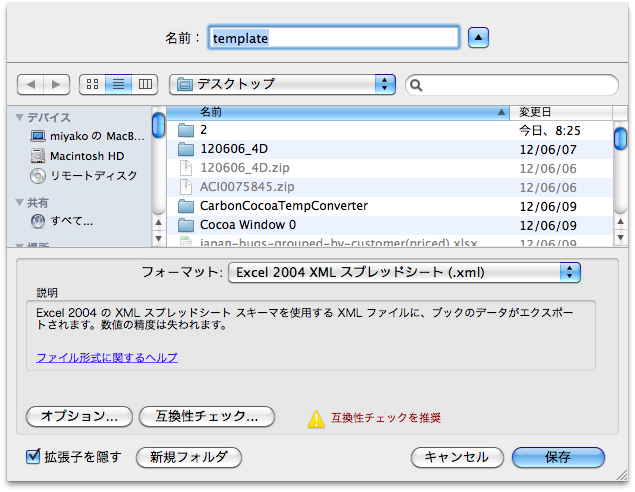 名前：
template
デスクトップ
デバイス
miyako の MacB...
Macintosh HD
リモートディスク
共有
すべて...
場所
名前
変更日
2
今日、8:25
120606_4D
12/06/07
120606_4D.zip
12/06/06
ACI0075845.zip
12/06/06
CarbonCocoaTempConverter
12/06/09
Cocoa Window 0
12/06/09
japan-hugs-grouped-by-customer(priced).xlsx
12/06/09
フォーマット:
Excel 2004 XML スプレッドシート (.xml)
説明
Excel 2004 の XML スプレッドシート スキーマを使用する XML ファイルに、ブックのデータがエクスポー
トされます。数値の精度は失われます。
ファイル形式に関するヘルプ
オプション...
互換性チェック...
互換性チェックを推奨
拡張子を隠す
新規フォルダ
キャンセル
保存